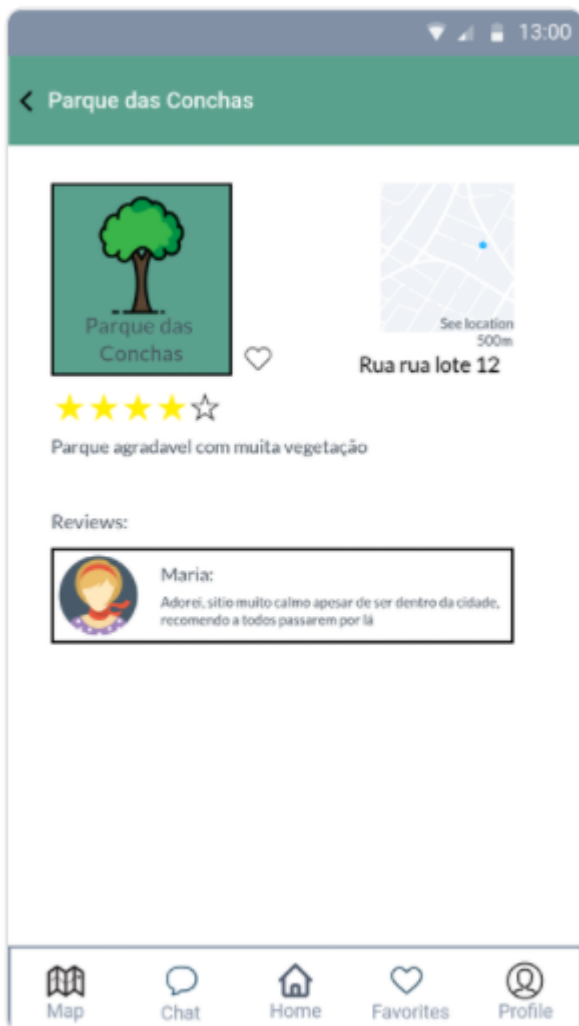 13:00
Parque das Conchas
Parque das
Conchas
See location
500m
Rua rua lote 12
Parque agradavel com muita vegetação
Reviews:
Maria:
Adorei, sitio muito calmo apesar de ser dentro da cidade,
recomendo a todos passarem por lá
Map
Chat
Home
Favorites
Profile